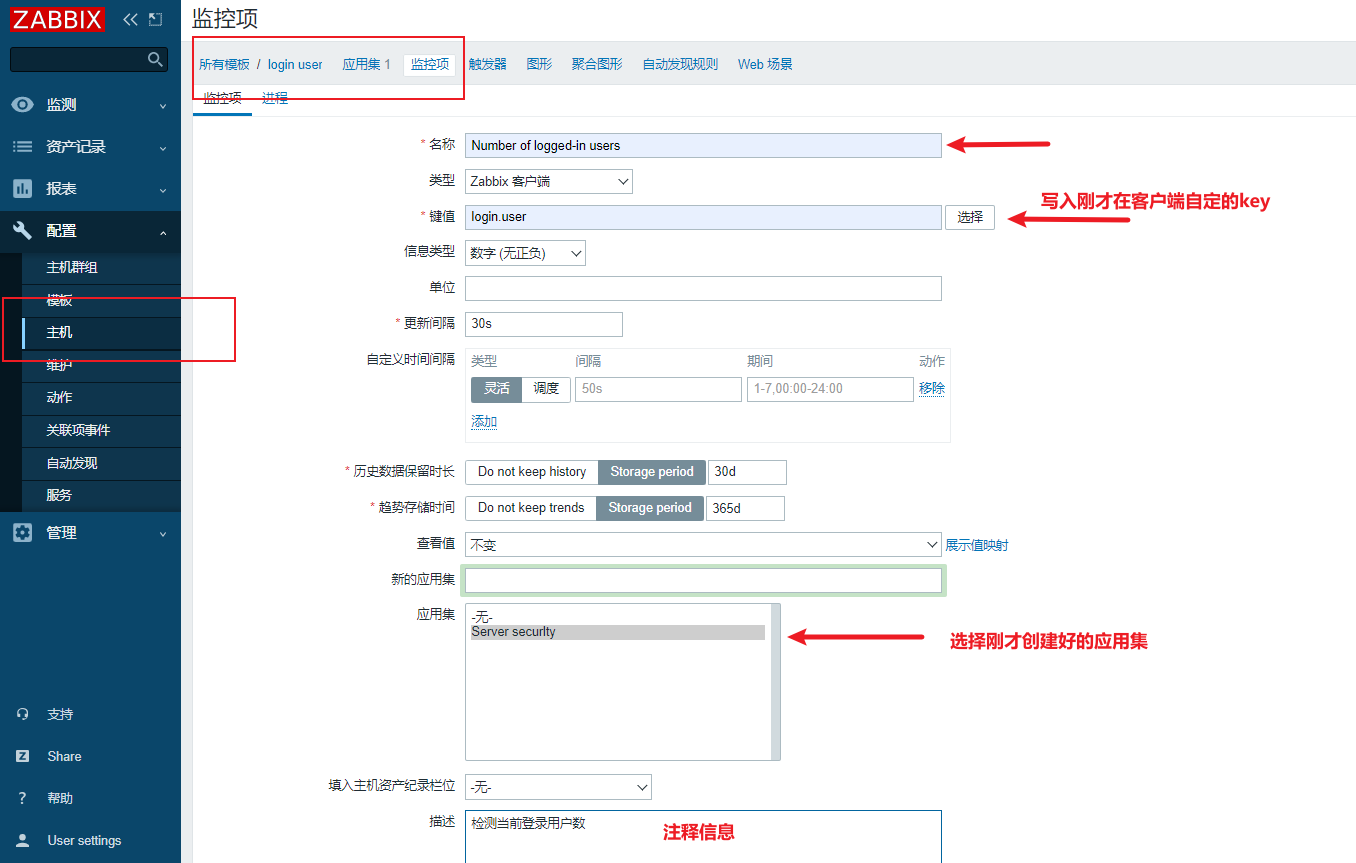 ZABBIX
监测
资产记录
报表
配置
主机群组
模板
主机
维护
动作
关联项事件
自动发现
服务
管理
支持
Share
帮助
User settings
监控项
所有模板 / login user 应用集 1 监控项 触发器 图形 聚合图形 自动发现规则 Web 场景
监控项 进程
* 名称 Number of logged-in users
类型 Zabbix 客户端
写入刚才在客户端自定的key
* 键值 login.user 选择
信息类型 数字 (无正负)
单位
* 更新间隔 30s
自定义时间间隔 类型 间隔 期间 动作
灵活 调度 50s 1-7,00:00-24:00 移除
添加
* 历史数据保留时长 Do not keep history Storage period 30d
* 趋势存储时间 Do not keep trends Storage period 365d
查看值 不变 展示值映射
新的应用集
应用集 -无-
Server security
选择刚才创建好的应用集
填入主机资产纪录栏位 -无-
描述 检测当前登录用户数
注释信息